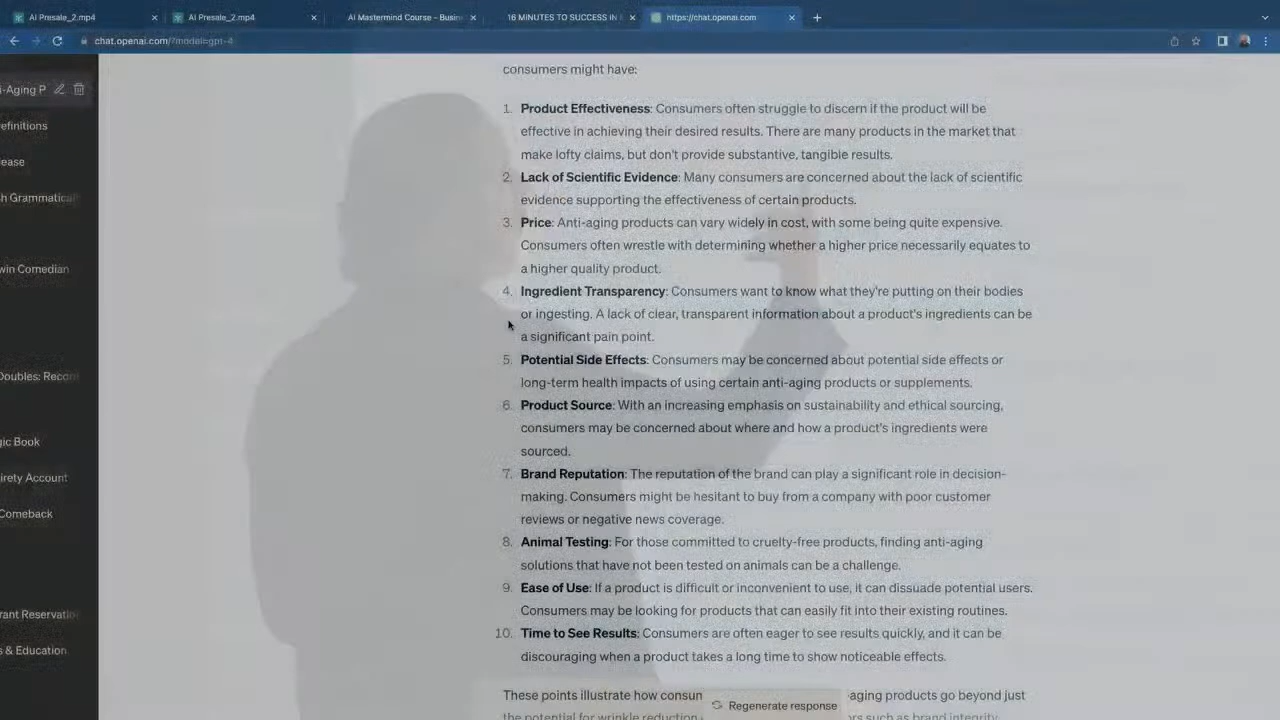 AI Presale_2.mp4
AI Presale_2.mp4
AI Mastermind Course - Busin
16 MINUTES TO SUCCESS IN
https://chat.openai.com/
chat.openai.com/?model=gpt-4
consumers might have:
i-Aging P
efinitions
ease
h Grammatical
win Comedian
Doubles: Recon
gic Book
irety Account
Comeback
rant Reservatio
s & Education
1. Product Effectiveness: Consumers often struggle to discern if the product will be
effective in achieving their desired results. There are many products in the market that
make lofty claims, but don't provide substantive, tangible results.
2. Lack of Scientific Evidence: Many consumers are concerned about the lack of scientific
evidence supporting the effectiveness of certain products.
3. Price: Anti-aging products can vary widely in cost, with some being quite expensive.
Consumers often wrestle with determining whether a higher price necessarily equates to
a higher quality product.
4. Ingredient Transparency: Consumers want to know what they're putting on their bodies
or ingesting. A lack of clear, transparent information about a product's ingredients can be
a significant pain point.
5. Potential Side Effects: Consumers may be concerned about potential side effects or
long-term health impacts of using certain anti-aging products or supplements.
6. Product Source: With an increasing emphasis on sustainability and ethical sourcing,
consumers may be concerned about where and how a product's ingredients were
sourced.
7. Brand Reputation: The reputation of the brand can play a significant role in decision-
making. Consumers might be hesitant to buy from a company with poor customer
reviews or negative news coverage.
8. Animal Testing: For those committed to cruelty-free products, finding anti-aging
solutions that have not been tested on animals can be a challenge.
9. Ease of Use: If a product is difficult or inconvenient to use, it can dissuade potential users.
Consumers may be looking for products that can easily fit into their existing routines.
10. Time to See Results: Consumers are often eager to see results quickly, and it can be
discouraging when a product takes a long time to show noticeable effects.
These points illustrate how consun aging products go beyond just
Regenerate response
the potential for wrinkle reduction rs such as brand integrity,